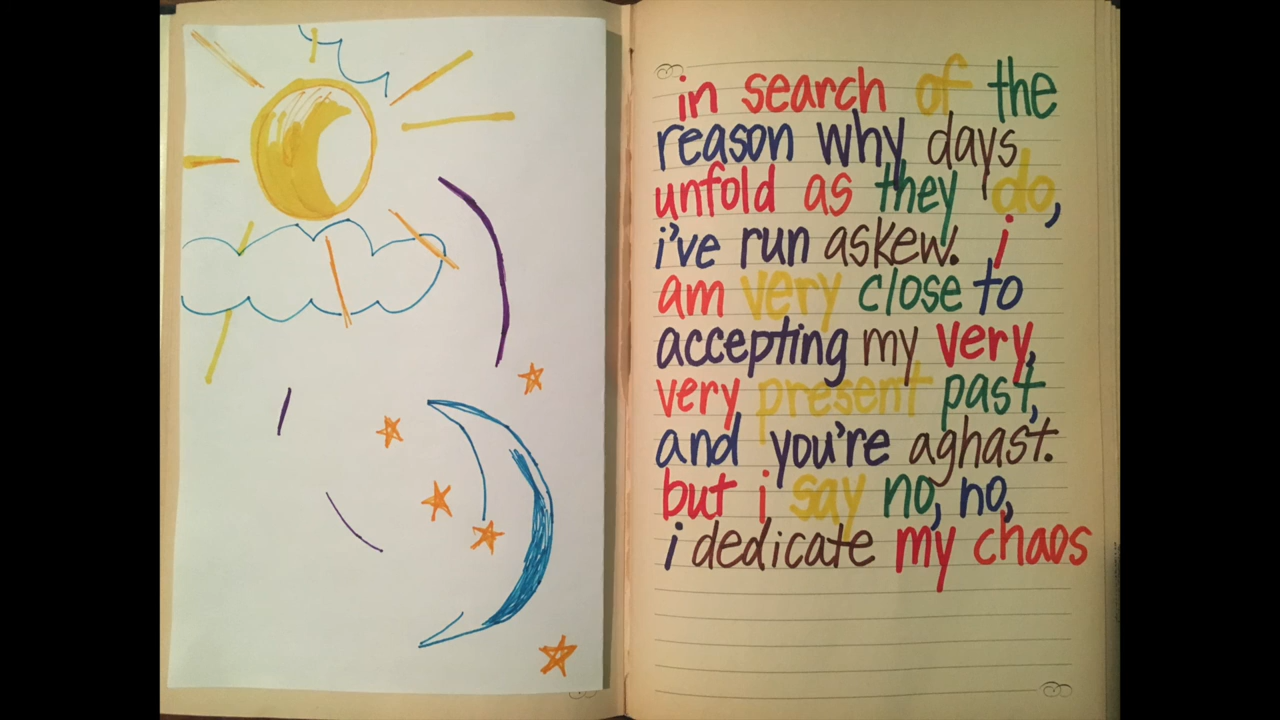 in search of the
reason why days
unfold as they do,
i've run askew. i
am very close to
accepting my very,
very present past,
and you're aghast.
but i say no, no,
i dedicate my chaos